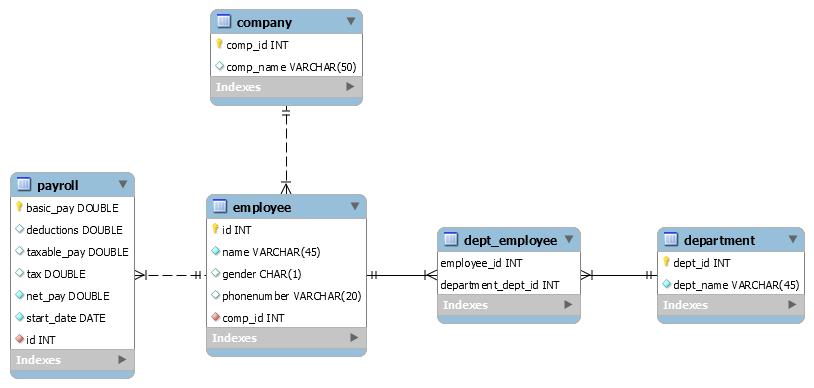 company
comp_id INT
comp_name VARCHAR(50)
Indexes
payroll
basic_pay DOUBLE
deductions DOUBLE
taxable_pay DOUBLE
tax DOUBLE
net_pay DOUBLE
start_date DATE
id INT
Indexes
employee
id INT
name VARCHAR(45)
gender CHAR(1)
phonenumber VARCHAR(20)
comp_id INT
Indexes
dept_employee
employee_id INT
department_dept_id INT
Indexes
department
dept_id INT
dept_name VARCHAR(45)
Indexes